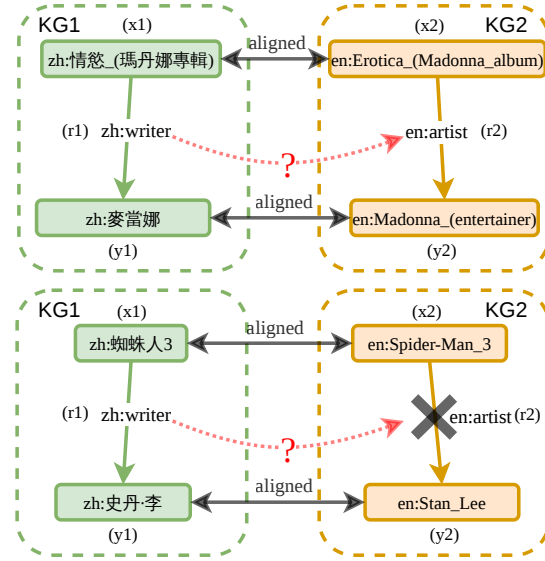 KG1
(x1)
(x2)
KG2
zh:情慾_(瑪丹娜專輯)
aligned
en:Erotica_(Madonna_album)
(r1)
zh:writer
?
en:artist
(r2)
zh:麥當娜
aligned
en:Madonna_(entertainer)
(y1)
(y2)
KG1
(x1)
(x2)
KG2
zh:蜘蛛人3
aligned
en:Spider-Man_3
(r1)
zh:writer
?
en:artist
(r2)
zh:史丹·李
aligned
en:Stan_Lee
(y1)
(y2)